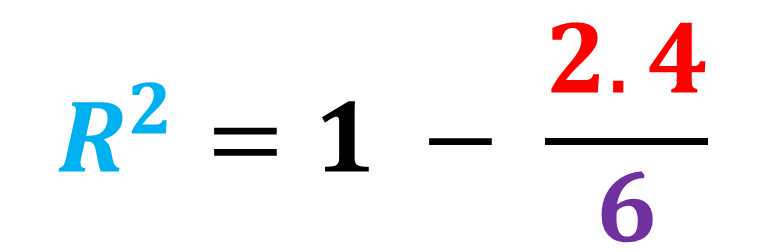 R² = 1 − 2.4/6